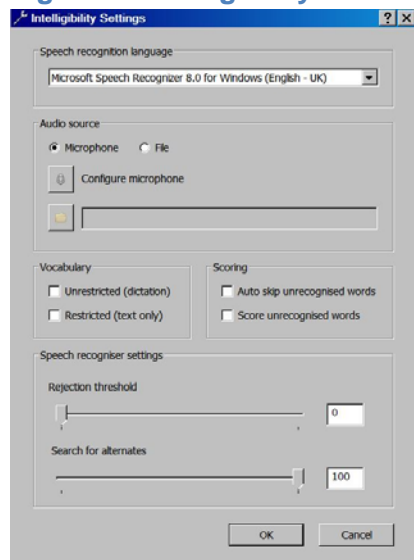 Intelligibility Settings
Speech recognition language
Microsoft Speech Recognizer 8.0 for Windows (English - UK)
Audio source
Microphone File
Configure microphone
Vocabulary Scoring
Unrestricted (dictation) Auto skip unrecognised words
Restricted (text only) Score unrecognised words
Speech recogniser settings
Rejection threshold
0
Search for alternates
100
OK Cancel